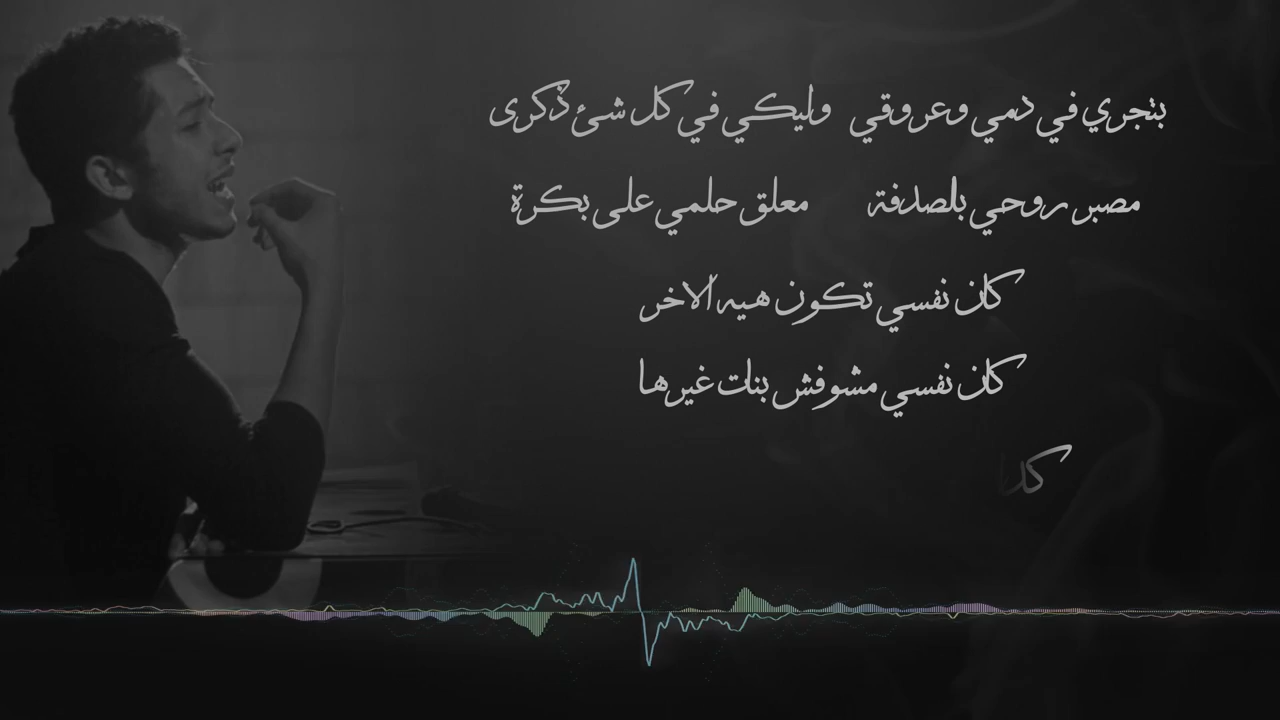 بتجري في دمي وعروقي وليكي في كل شئ ذكرى
مصبر روحي بلصدفة معلق حلمي على بكرة
كان نفسي تكون هيه الاخر
كان نفسي مشوفش بنات غيرها
كدا